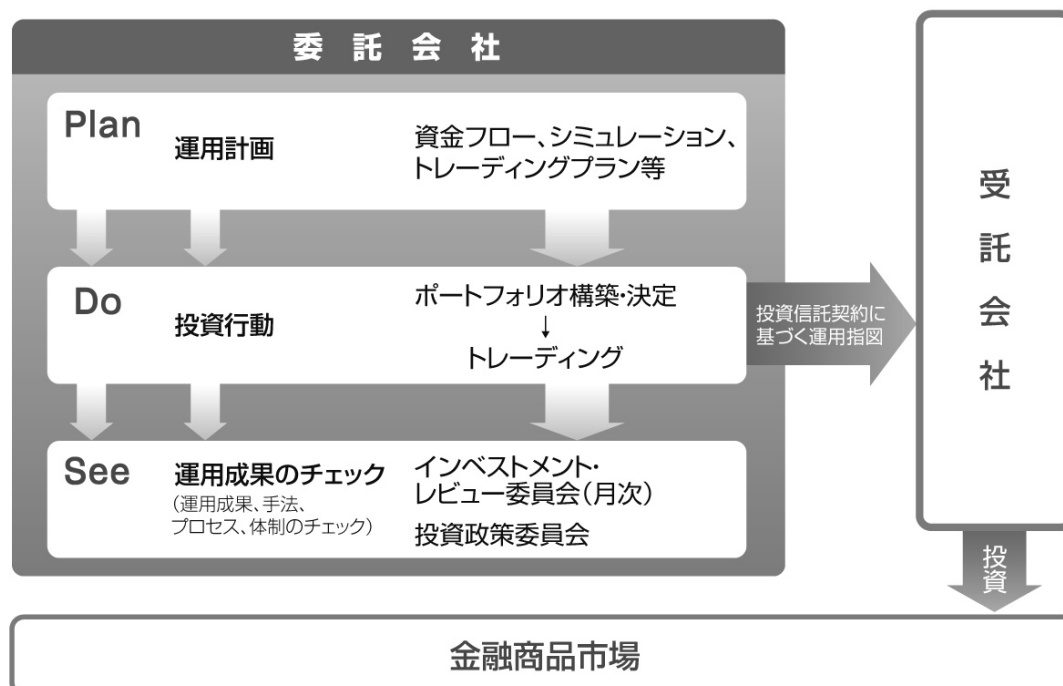 委託会社
Plan
運用計画
資金フロー、シミュレーション、
トレーディングプラン等
Do
投資行動
ポートフォリオ構築・決定
↓
トレーディング
投資信託契約に
基づく運用指図
See
運用成果のチェック
(運用成果、手法、
プロセス、体制のチェック)
インベストメント・
レビュー委員会(月次)
投資政策委員会
受託会社
投資
金融商品市場